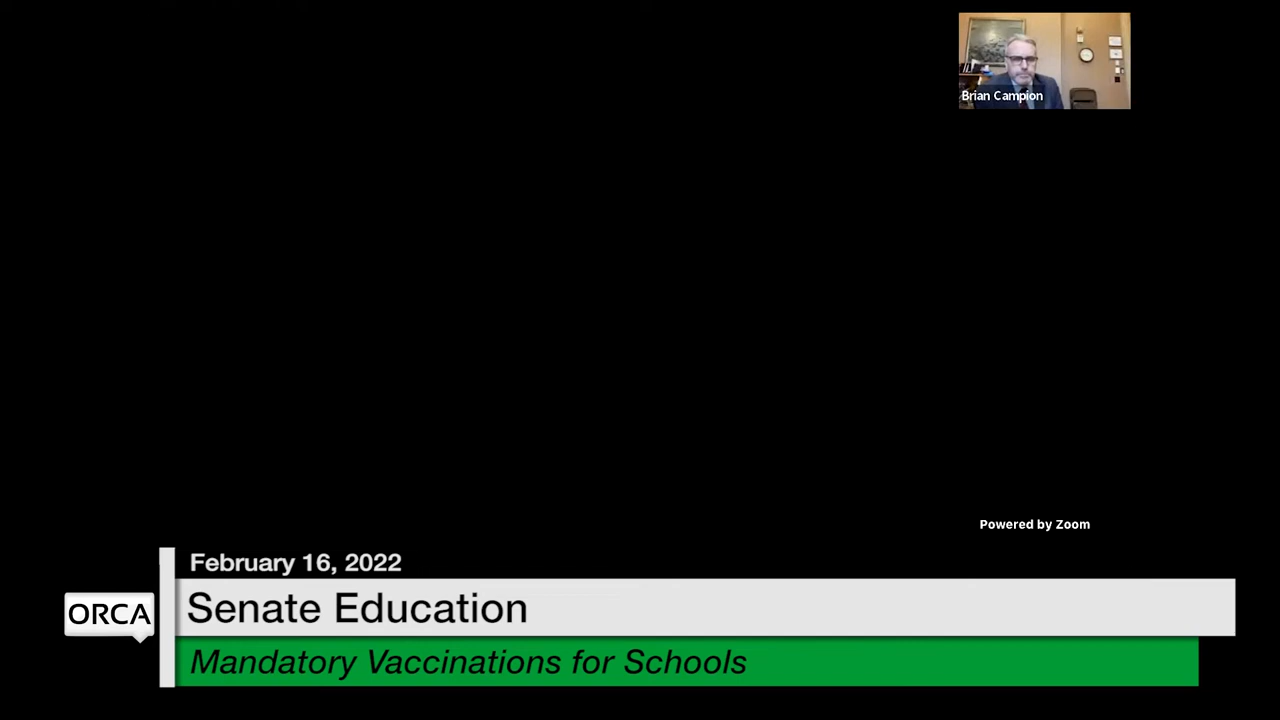 Brian Campion
Powered by Zoom
February 16, 2022
Senate Education
ORCA
Mandatory Vaccinations for Schools